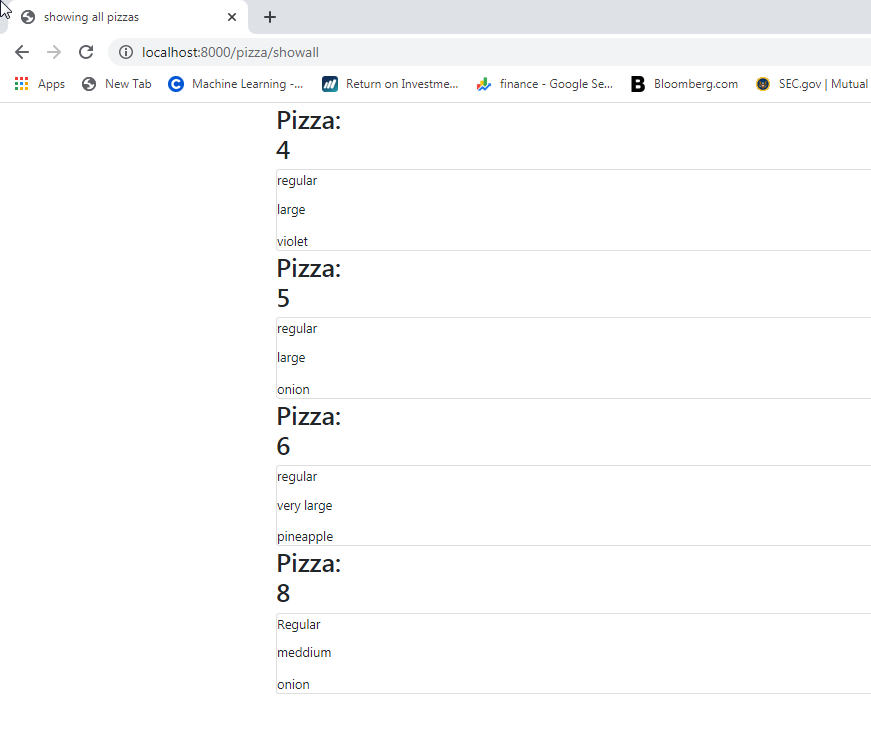 showing all pizzas
localhost:8000/pizza/showall
Apps New Tab Machine Learning -... Return on Investme... finance - Google Se... Bloomberg.com SEC.gov | Mutual
Pizza:
4
regular
large
violet
Pizza:
5
regular
large
onion
Pizza:
6
regular
very large
pineapple
Pizza:
8
Regular
meddium
onion